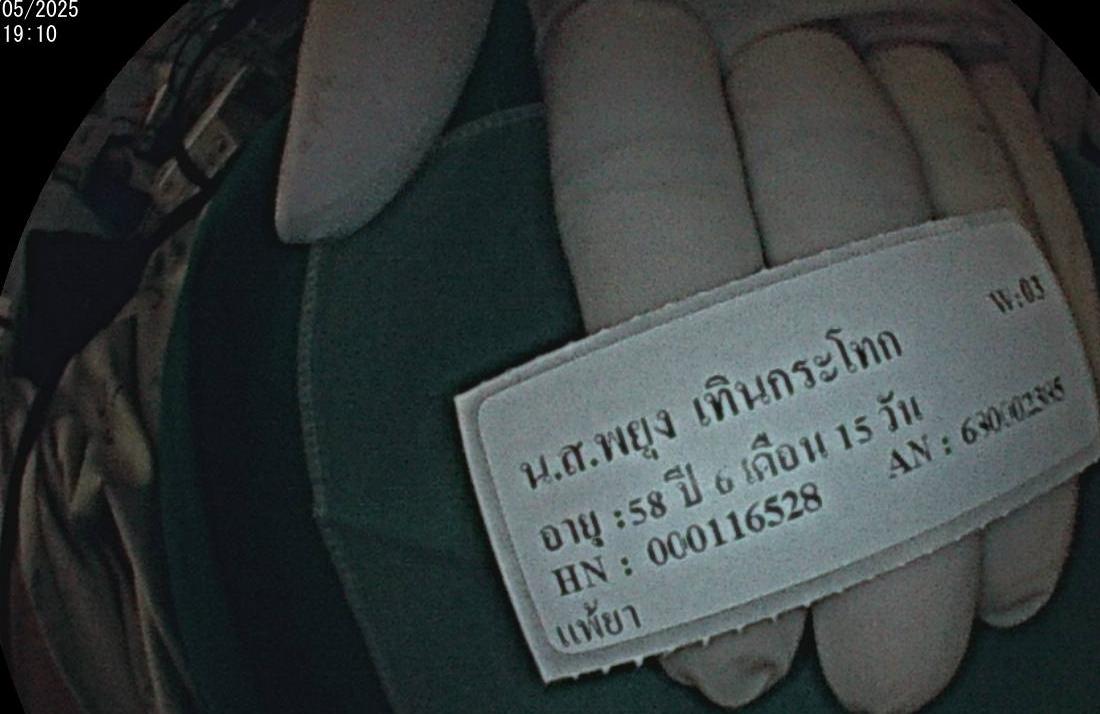 /05/2025
19:10
W:03
น.ส.พยุง เทินกระโทก
อายุ :58 ปี 6 เดือน 15 วัน
HN : 000116528 AN :
แพ้ยา